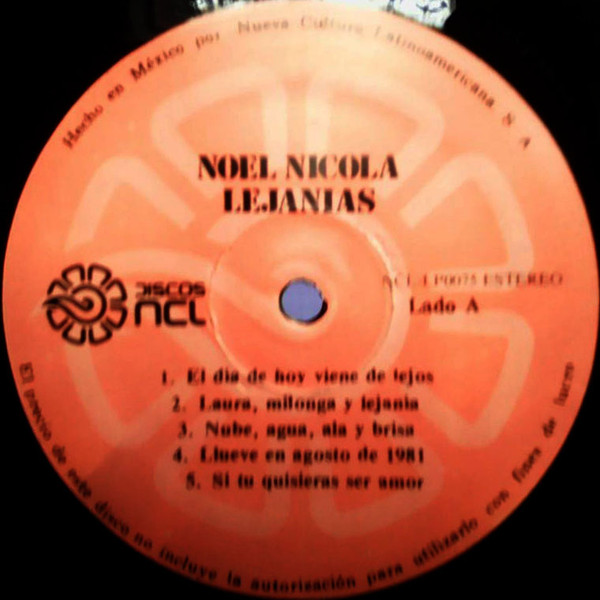 Hecho en México por Nueva Cultura Latinoamericana S A
NOEL NICOLA
LEJANIAS
DISCOS
NCL
NCL-LP0075 ESTEREO
Lado A
1. El dia de hoy viene de lejos
2. Laura, milonga y lejania
3. Nube, agua, ala y brisa
4. Llueve en agosto de 1981
5. Si tu quisieras ser amor
El precio de este disco no incluye la autorización para utilizarlo con fines de lucro